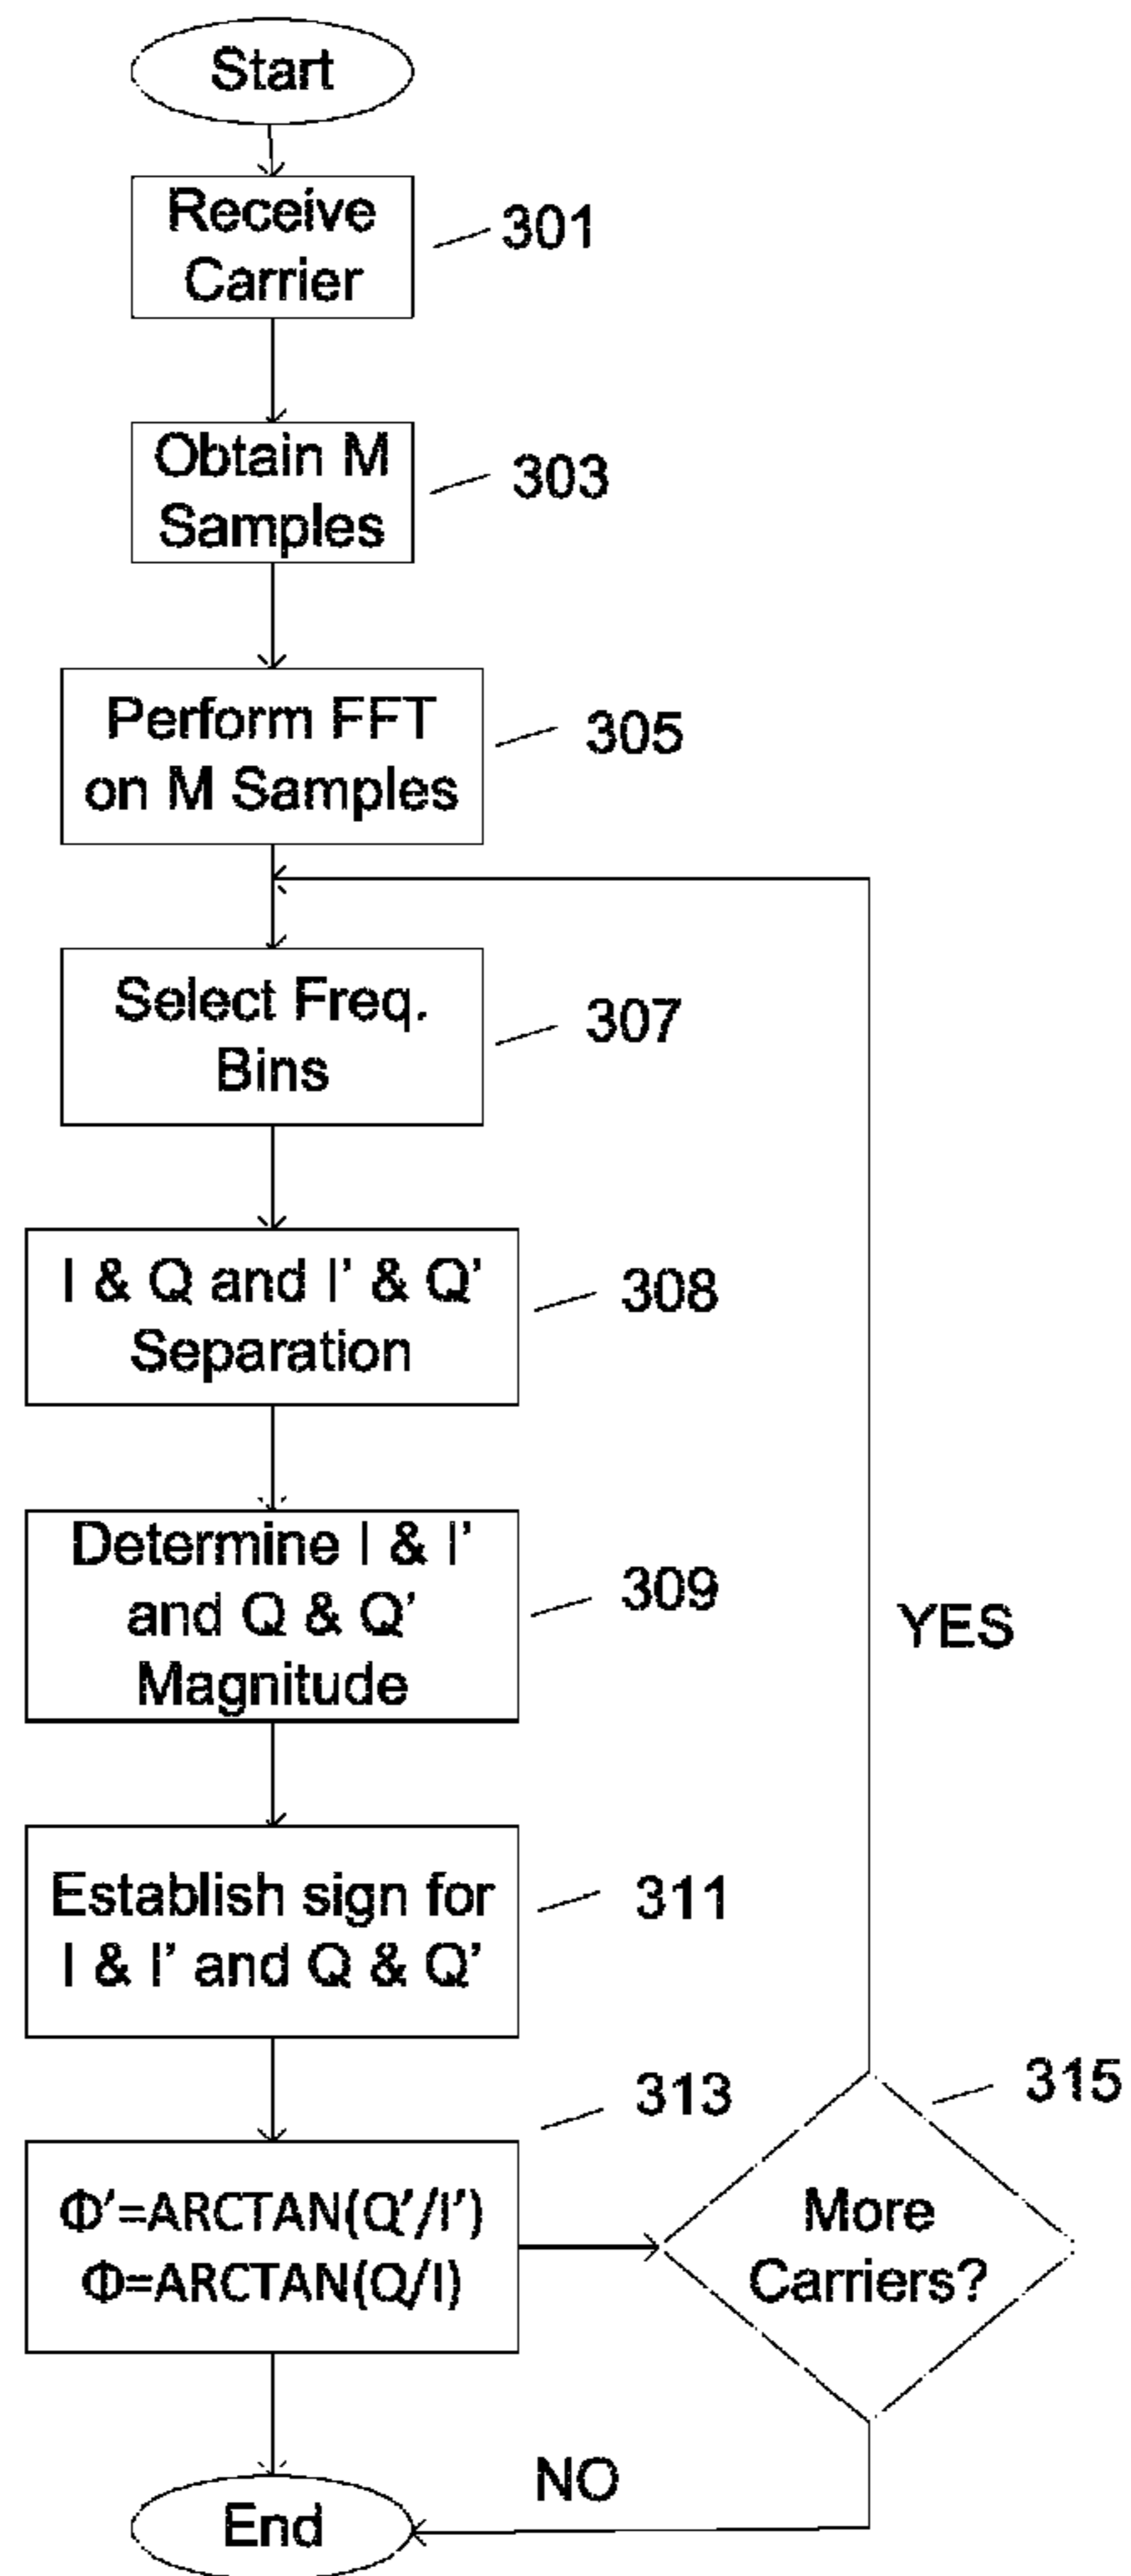 Start
Receive
Carrier
301
Obtain M
Samples
303
Perform FFT
on M Samples
305
Select Freq.
Bins
307
I & Q and I' & Q'
Separation
308
Determine I & I'
and Q & Q'
Magnitude
309
YES
Establish sign for
I & I' and Q & Q'
311
Φ'=ARCTAN(Q'/I')
Φ=ARCTAN(Q/I)
313
More
Carriers?
315
NO
End